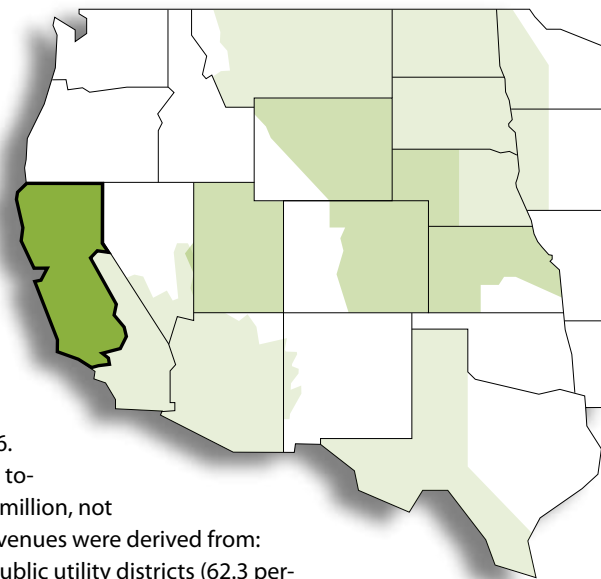 6.
to-
million, not
venues were derived from:
ublic utility districts (62.3 per-